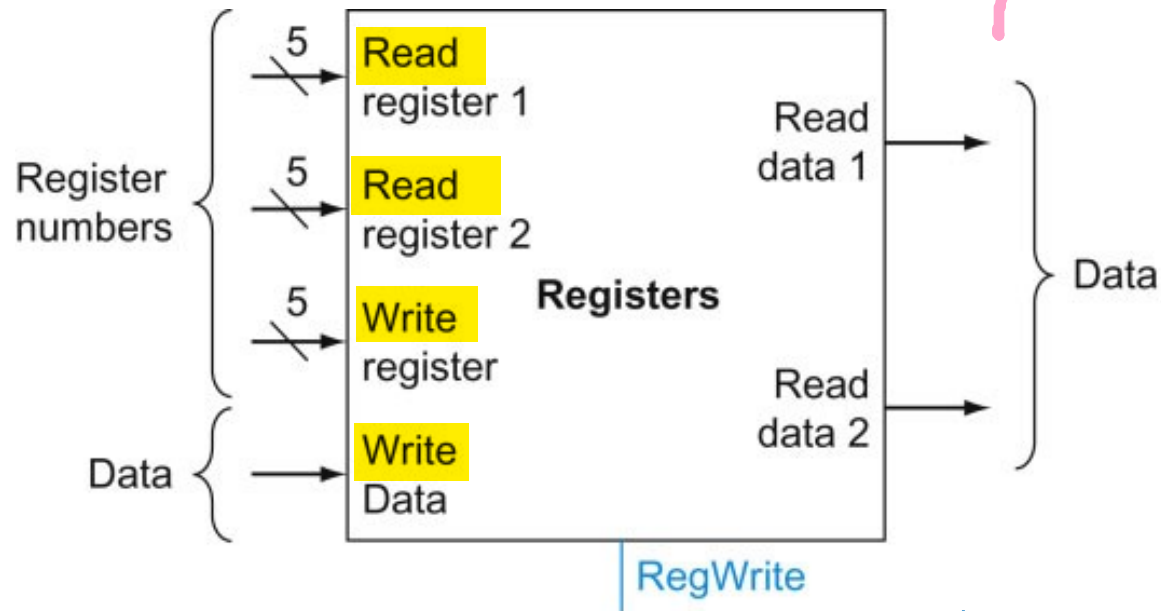 5
Read
register 1
5
Read
register 2
5
Write
register
Write
Data
Register
numbers
Data
Registers
Read
data 1
Read
data 2
Data
RegWrite